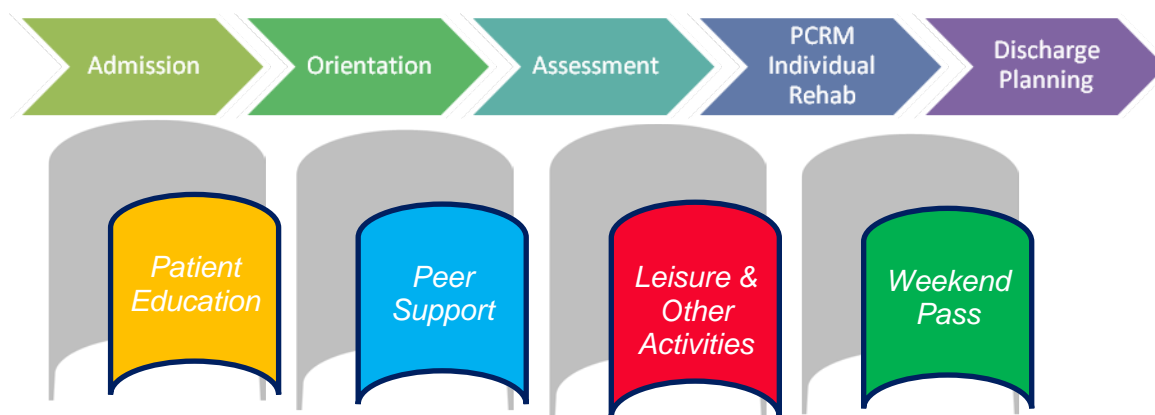 Admission
Orientation
Assessment
PCRM
Individual
Rehab
Discharge
Planning
Patient
Education
Peer
Support
Leisure &
Other
Activities
Weekend
Pass